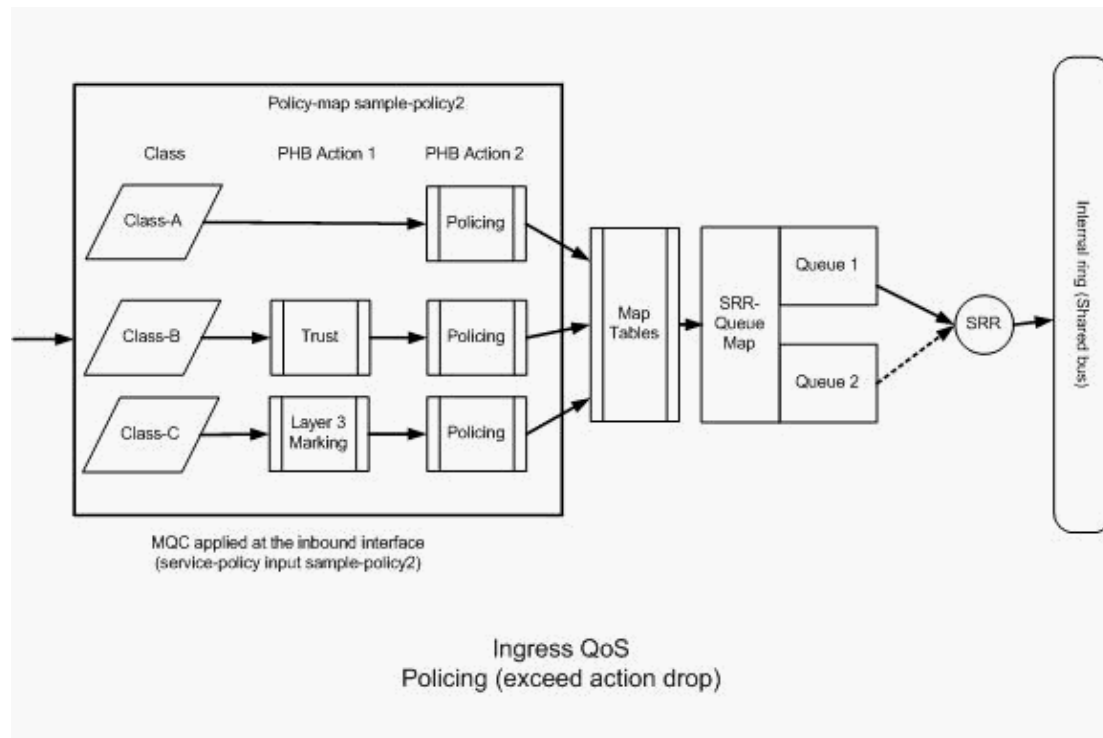 Policy-map sample-policy2
Class
PHB Action 1
PHB Action 2
Class-A
Policing
Class-B
Trust
Policing
Class-C
Layer 3
Marking
Policing
Map
Tables
SRR-
Queue
Map
Queue 1
Queue 2
SRR
Internal ring (Shared bus)
MQC applied at the inbound interface
(service-policy input sample-policy2)
Ingress QoS
Policing (exceed action drop)